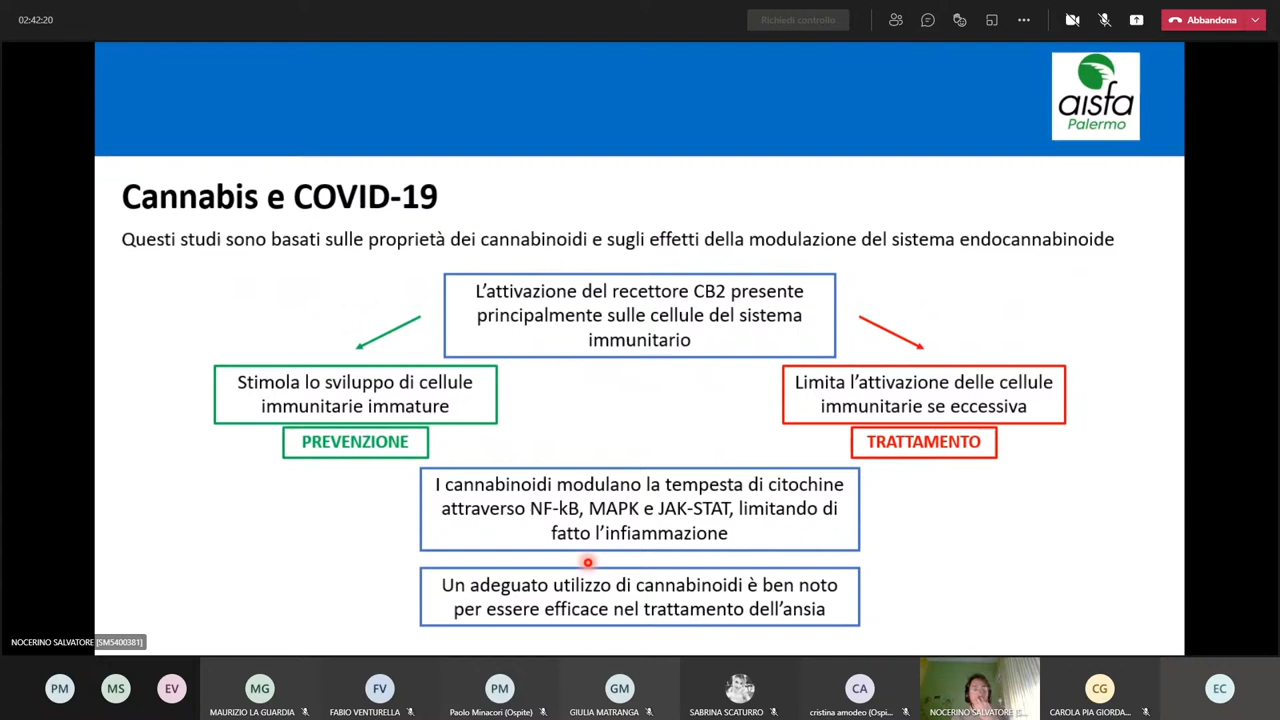 02:42:20
Richiedi controllo
Abbandona
aisfa
Palermo
Cannabis e COVID-19
Questi studi sono basati sulle proprietà dei cannabinoidi e sugli effetti della modulazione del sistema endocannabinoide
L’attivazione del recettore CB2 presente
principalmente sulle cellule del sistema
immunitario
Stimola lo sviluppo di cellule
immunitarie immature
PREVENZIONE
Limita l’attivazione delle cellule
immunitarie se eccessiva
TRATTAMENTO
I cannabinoidi modulano la tempesta di citochine
attraverso NF-kB, MAPK e JAK-STAT, limitando di
fatto l’infiammazione
Un adeguato utilizzo di cannabinoidi è ben noto
per essere efficace nel trattamento dell’ansia
NOCERINO SALVATORE [SM5400381]
PM
MS
EV
MG
MAURIZIO LA GUARDIA
FV
FABIO VENTURELLA
PM
Paolo Minacori (Ospite)
GM
GIULIA MATRANGA
SABRINA SCATURRO
CA
cristina amodeo (Ospi...
NOCERINO SALVATORE [S...
CG
CAROLA PIA GIORDA...
EC